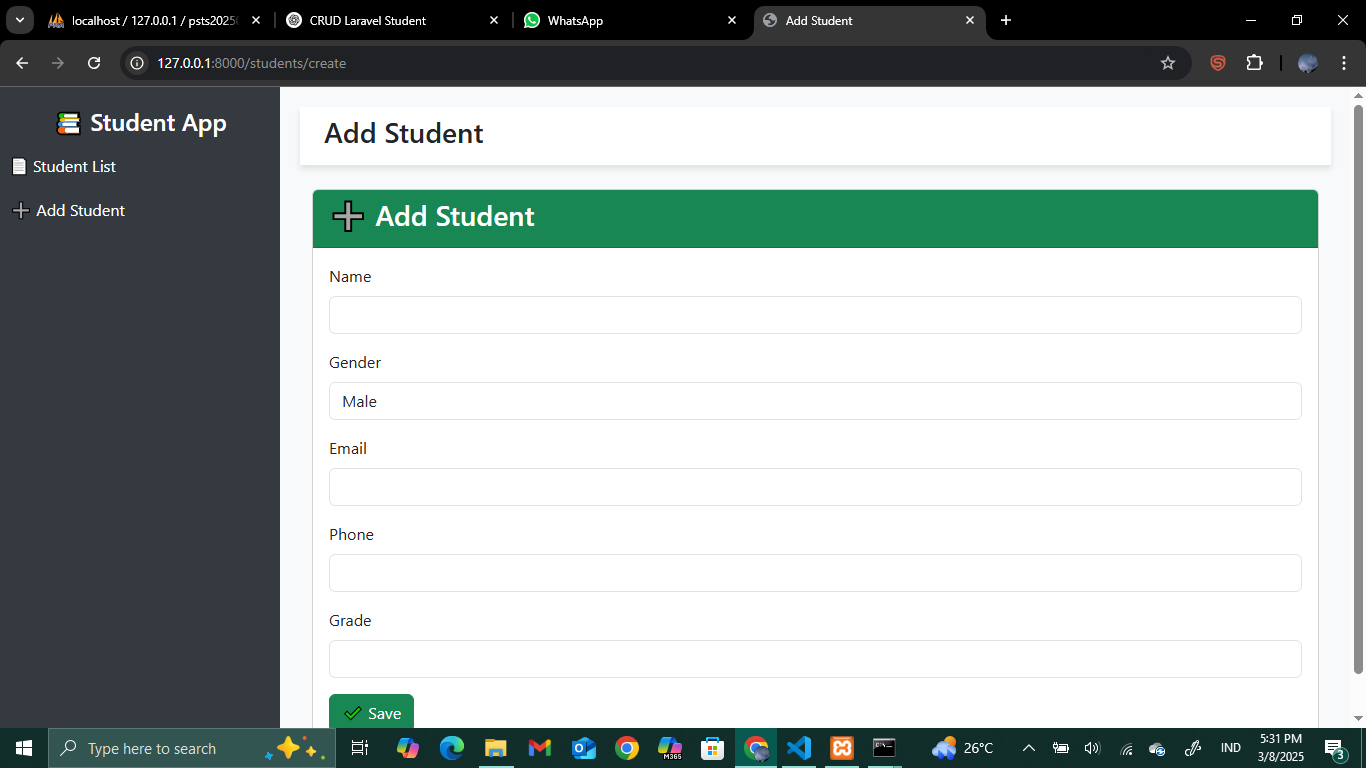 localhost / 127.0.0.1 / psts2025
CRUD Laravel Student
WhatsApp
Add Student
127.0.0.1:8000/students/create
Student App
Student List
Add Student
Add Student
Add Student
Name
Gender
Male
Email
Phone
Grade
Save
Type here to search
M365
26°C
IND
5:31 PM
3/8/2025
3